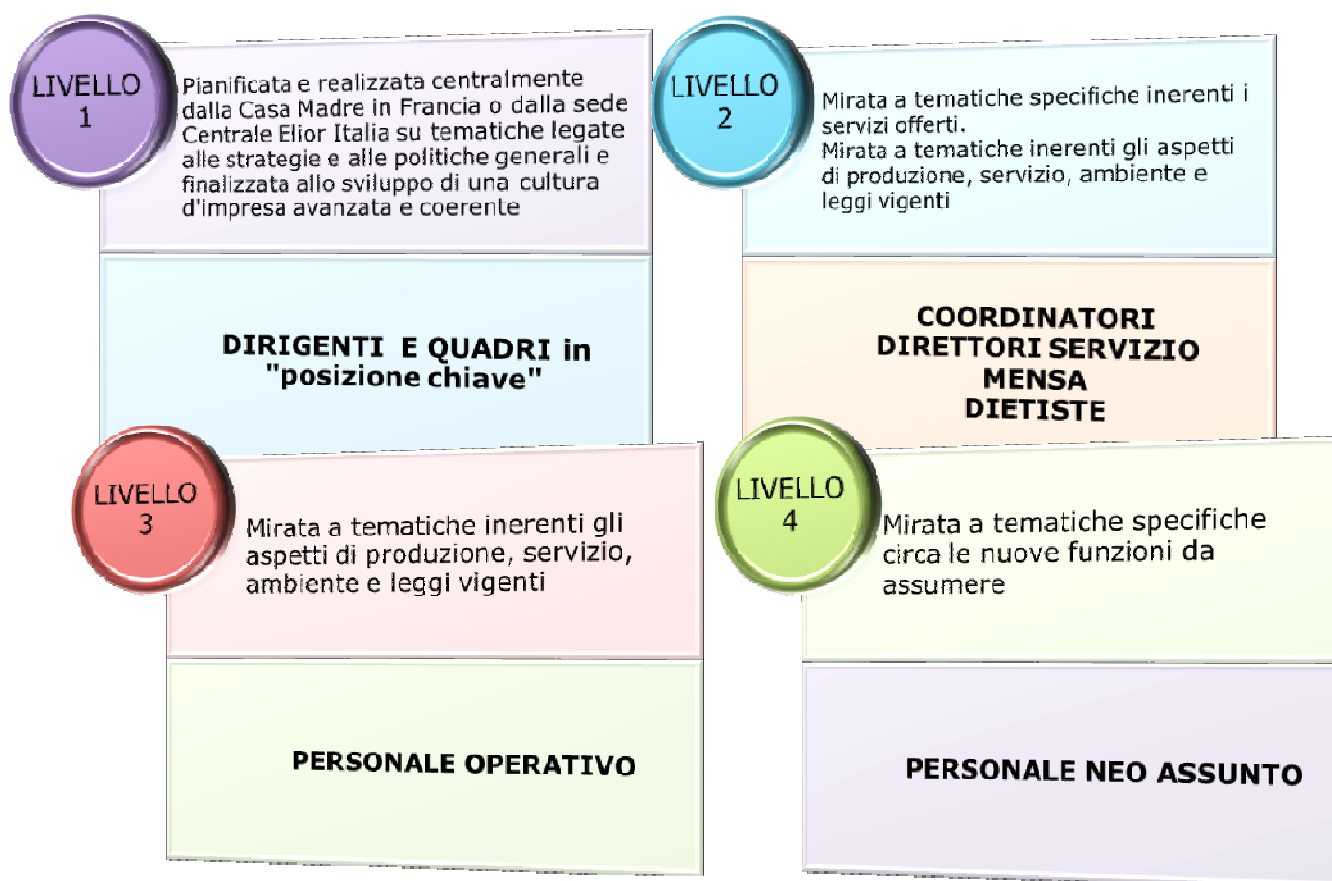 LIVELLO
1
Pianificata e realizzata centralmente
dalla Casa Madre in Francia o dalla sede
Centrale Elior Italia su tematiche legate
alle strategie e alle politiche generali e
finalizzata allo sviluppo di una cultura
d'impresa avanzata e coerente
DIRIGENTI E QUADRI in
"posizione chiave"
LIVELLO
2
Mirata a tematiche specifiche inerenti i
servizi offerti.
Mirata a tematiche inerenti gli aspetti
di produzione, servizio, ambiente e
leggi vigenti
COORDINATORI
DIRETTORI SERVIZIO
MENSA
DIETISTE
LIVELLO
3
Mirata a tematiche inerenti gli
aspetti di produzione, servizio,
ambiente e leggi vigenti
PERSONALE OPERATIVO
LIVELLO
4
Mirata a tematiche specifiche
circa le nuove funzioni da
assumere
PERSONALE NEO ASSUNTO